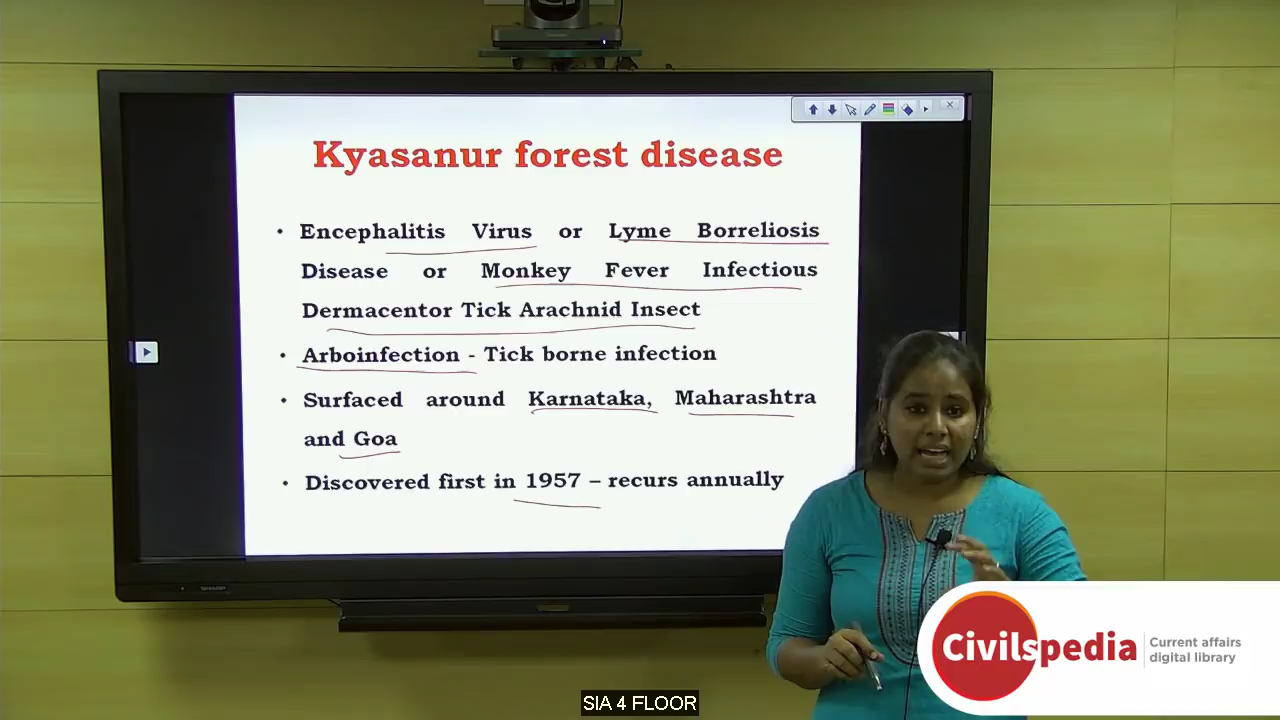 Kyasanur forest disease
• Encephalitis Virus or Lyme Borreliosis
Disease or Monkey Fever Infectious
Dermacentor Tick Arachnid Insect
• Arboinfection - Tick borne infection
• Surfaced around Karnataka, Maharashtra
and Goa
• Discovered first in 1957 – recurs annually
SHARP
Civilspedia
Current affairs
digital library
SIA 4 FLOOR